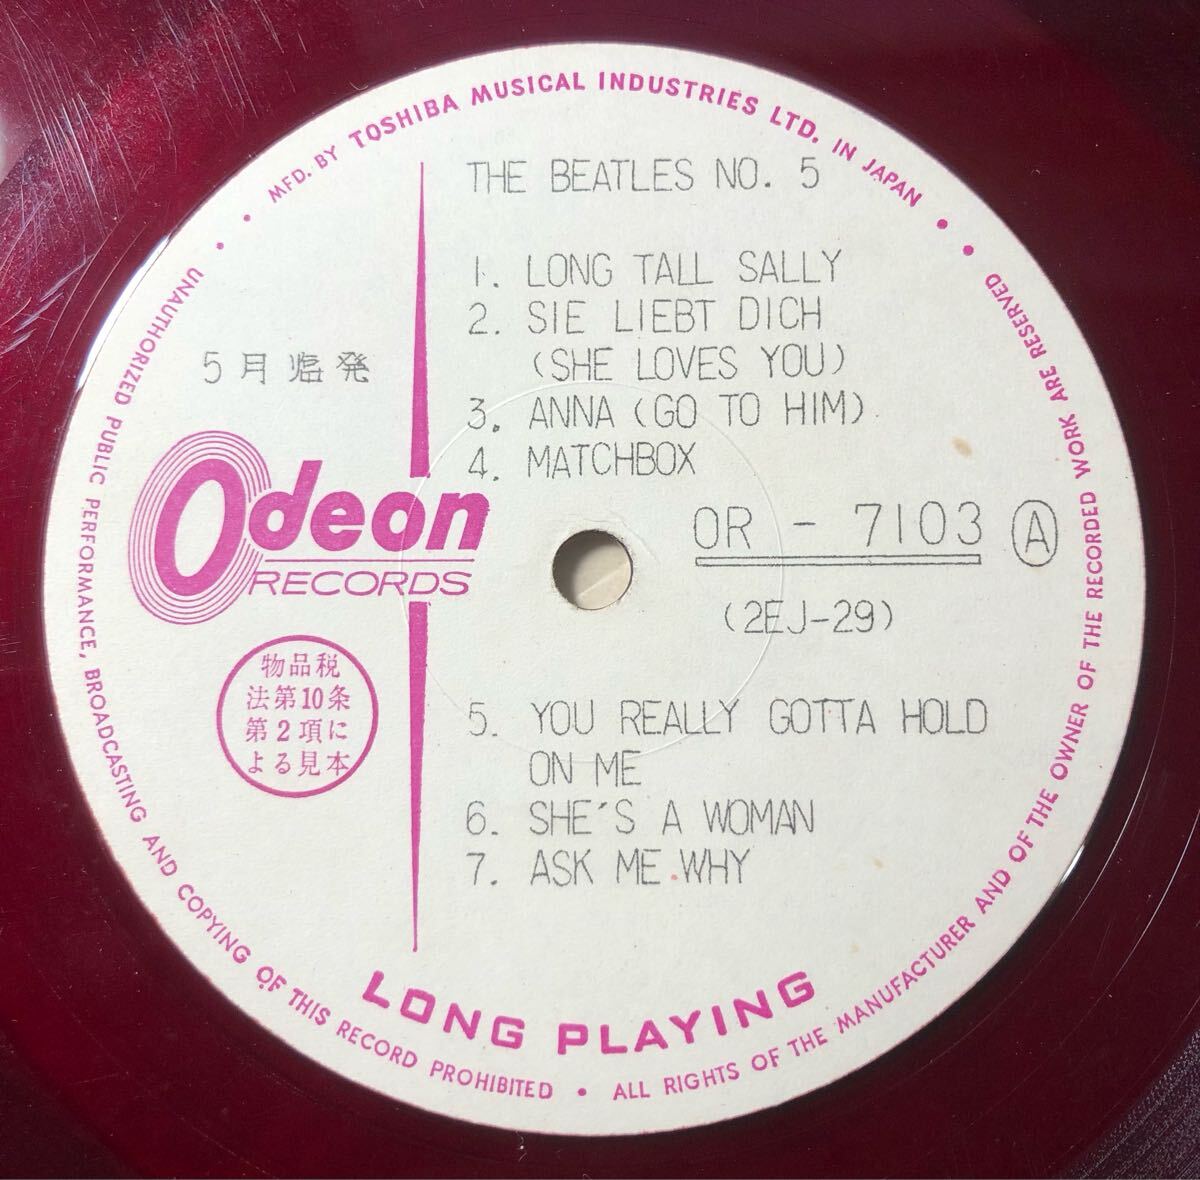 MFD. BY TOSHIBA MUSICAL INDUSTRIES LTD. IN JAPAN
THE BEATLES NO. 5
1. LONG TALL SALLY
2. SIE LIEBT DICH
(SHE LOVES YOU)
3. ANNA (GO TO HIM)
4. MATCHBOX
5月臨発
Odeon
RECORDS
OR - 7103 Ⓐ
(2EJ-29)
物品税
法第10条
第2項に
よる見本
5. YOU REALLY GOTTA HOLD
ON ME
6. SHE'S A WOMAN
7. ASK ME WHY
LONG PLAYING
UNAUTHORIZED PUBLIC PERFORMANCE, BROADCASTING AND COPYING OF THIS RECORD PROHIBITED • ALL RIGHTS OF THE MANUFACTURER AND OF THE OWNER OF THE RECORDED WORK ARE RESERVED